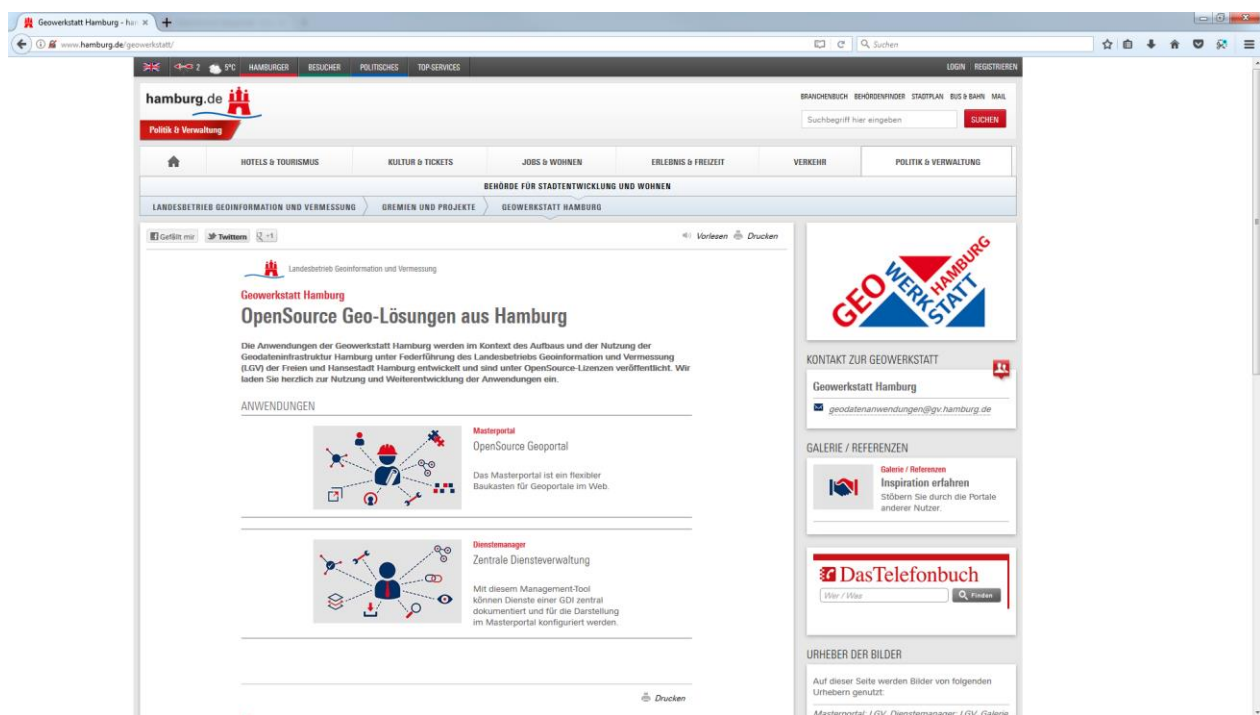 Geowerkstatt Hamburg - ham
www.hamburg.de/geowerkstatt/
Suchen
2 5°C HAMBURGER BESUCHER POLITISCHES TOP-SERVICES LOGIN REGISTRIEREN
hamburg.de
BRANCHENBUCH BEHÖRDENFINDER STADTPLAN BUS & BAHN MAIL
Suchbegriff hier eingeben SUCHEN
Politik & Verwaltung
HOTELS & TOURISMUS KULTUR & TICKETS JOBS & WOHNEN ERLEBNIS & FREIZEIT VERKEHR POLITIK & VERWALTUNG
BEHÖRDE FÜR STADTENTWICKLUNG UND WOHNEN
LANDESBETRIEB GEOINFORMATION UND VERMESSUNG GREMIEN UND PROJEKTE GEOWERKSTATT HAMBURG
Gefällt mir Twittern +1 Vorlesen Drucken
Landesbetrieb Geoinformation und Vermessung
Geowerkstatt Hamburg
OpenSource Geo-Lösungen aus Hamburg
Die Anwendungen der Geowerkstatt Hamburg werden im Kontext des Aufbaus und der Nutzung der
Geodateninfrastruktur Hamburg unter Federführung des Landesbetriebs Geoinformation und Vermessung
(LGV) der Freien und Hansestadt Hamburg entwickelt und sind unter OpenSource-Lizenzen veröffentlicht. Wir
laden Sie herzlich zur Nutzung und Weiterentwicklung der Anwendungen ein.
ANWENDUNGEN
Masterportal
OpenSource Geoportal
Das Masterportal ist ein flexibler
Baukasten für Geoportale im Web.
Dienstemanager
Zentrale Diensteverwaltung
Mit diesem Management-Tool
können Dienste einer GDI zentral
dokumentiert und für die Darstellung
im Masterportal konfiguriert werden.
Drucken
GEO
WERK
STATT
HAMBURG
KONTAKT ZUR GEOWERKSTATT
Geowerkstatt Hamburg
geodatenanwendungen@gv.hamburg.de
GALERIE / REFERENZEN
Galerie / Referenzen
Inspiration erfahren
Stöbern Sie durch die Portale
anderer Nutzer.
DasTelefonbuch
Wer / Was Finden
URHEBER DER BILDER
Auf dieser Seite werden Bilder von folgenden
Urhebern genutzt:
Masterportal: LGV, Dienstemanager: LGV, Galerie